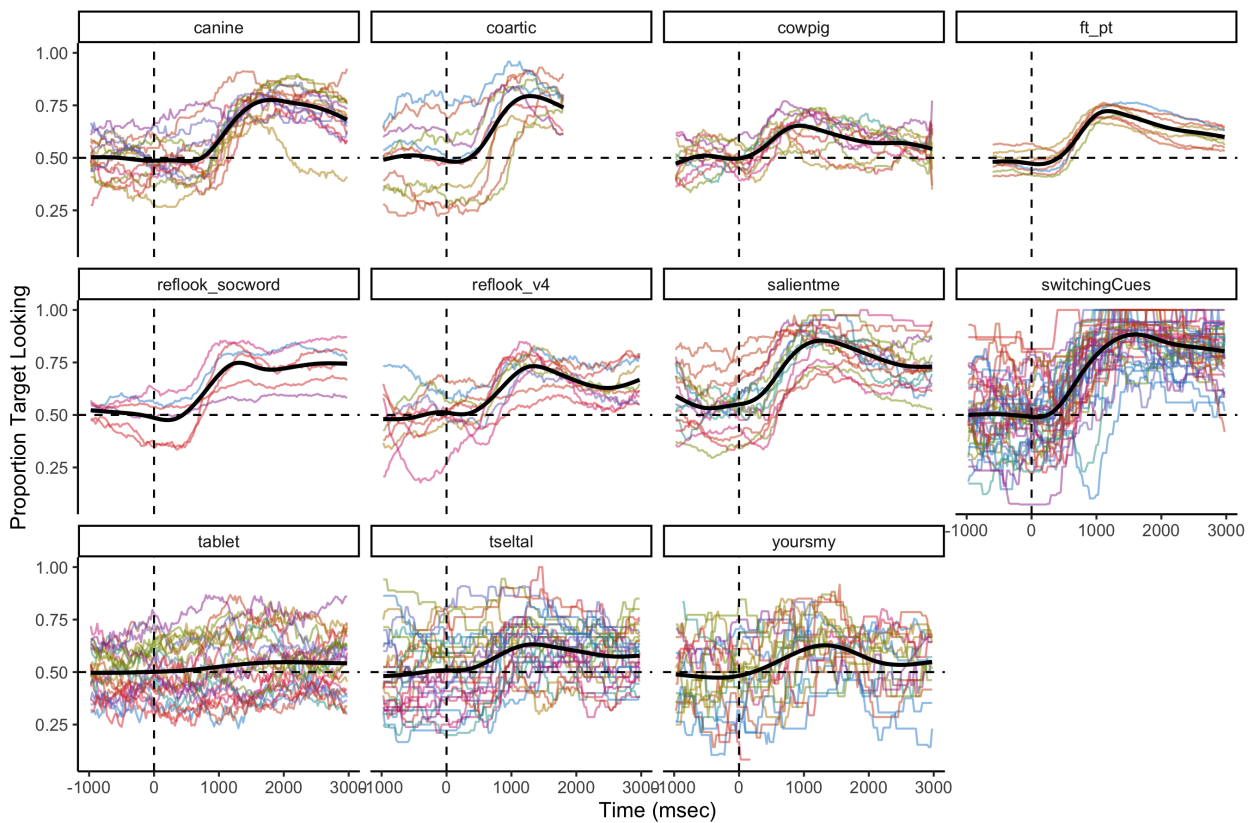 canine coartic cowpig ft_pt
1.00
0.75
0.50
0.25
reflook_socword reflook_v4 salientme switchingCues
1.00
0.75
0.50
0.25
-1000 0 1000 2000 3000
tablet tseltal yoursmy
1.00
0.75
0.50
0.25
-1000 0 1000 2000 3000 -1000 0 1000 2000 3000 -1000 0 1000 2000 3000
Time (msec)
Proportion Target Looking